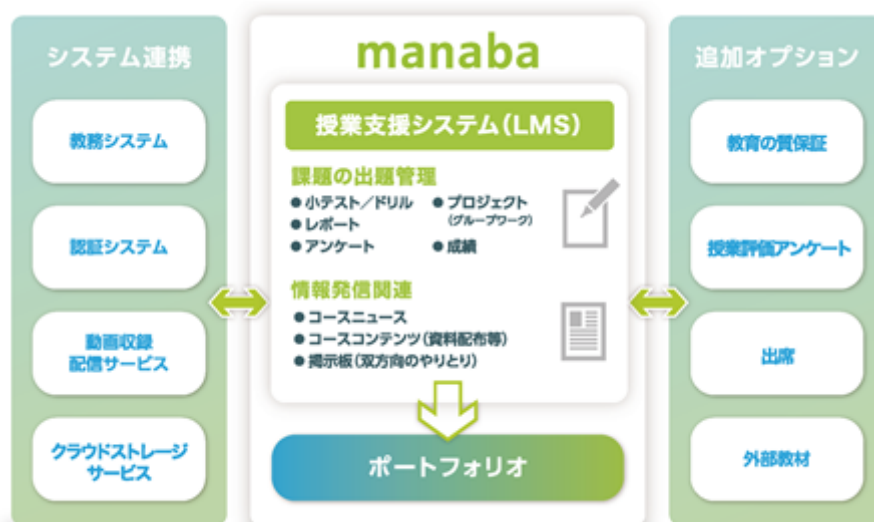 システム連携
教務システム
認証システム
動画収録
配信サービス
クラウドストレージ
サービス
manaba
授業支援システム(LMS)
課題の出題管理
●小テスト/ドリル
●レポート
●アンケート
●プロジェクト
(グループワーク)
●成績
情報発信関連
●コースニュース
●コースコンテンツ(資料配布等)
●掲示板(双方向のやりとり)
ポートフォリオ
追加オプション
教育の質保証
授業評価アンケート
出席
外部教材